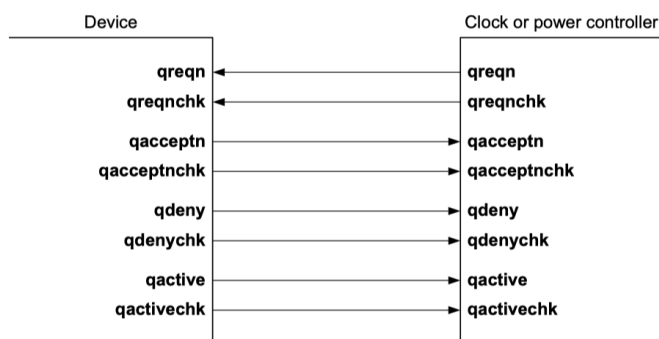 Device Clock or power controller
qreqn qreqn
qreqnchk qreqnchk
qacceptn qacceptn
qacceptnchk qacceptnchk
qdeny qdeny
qdenychk qdenychk
qactive qactive
qactivechk qactivechk